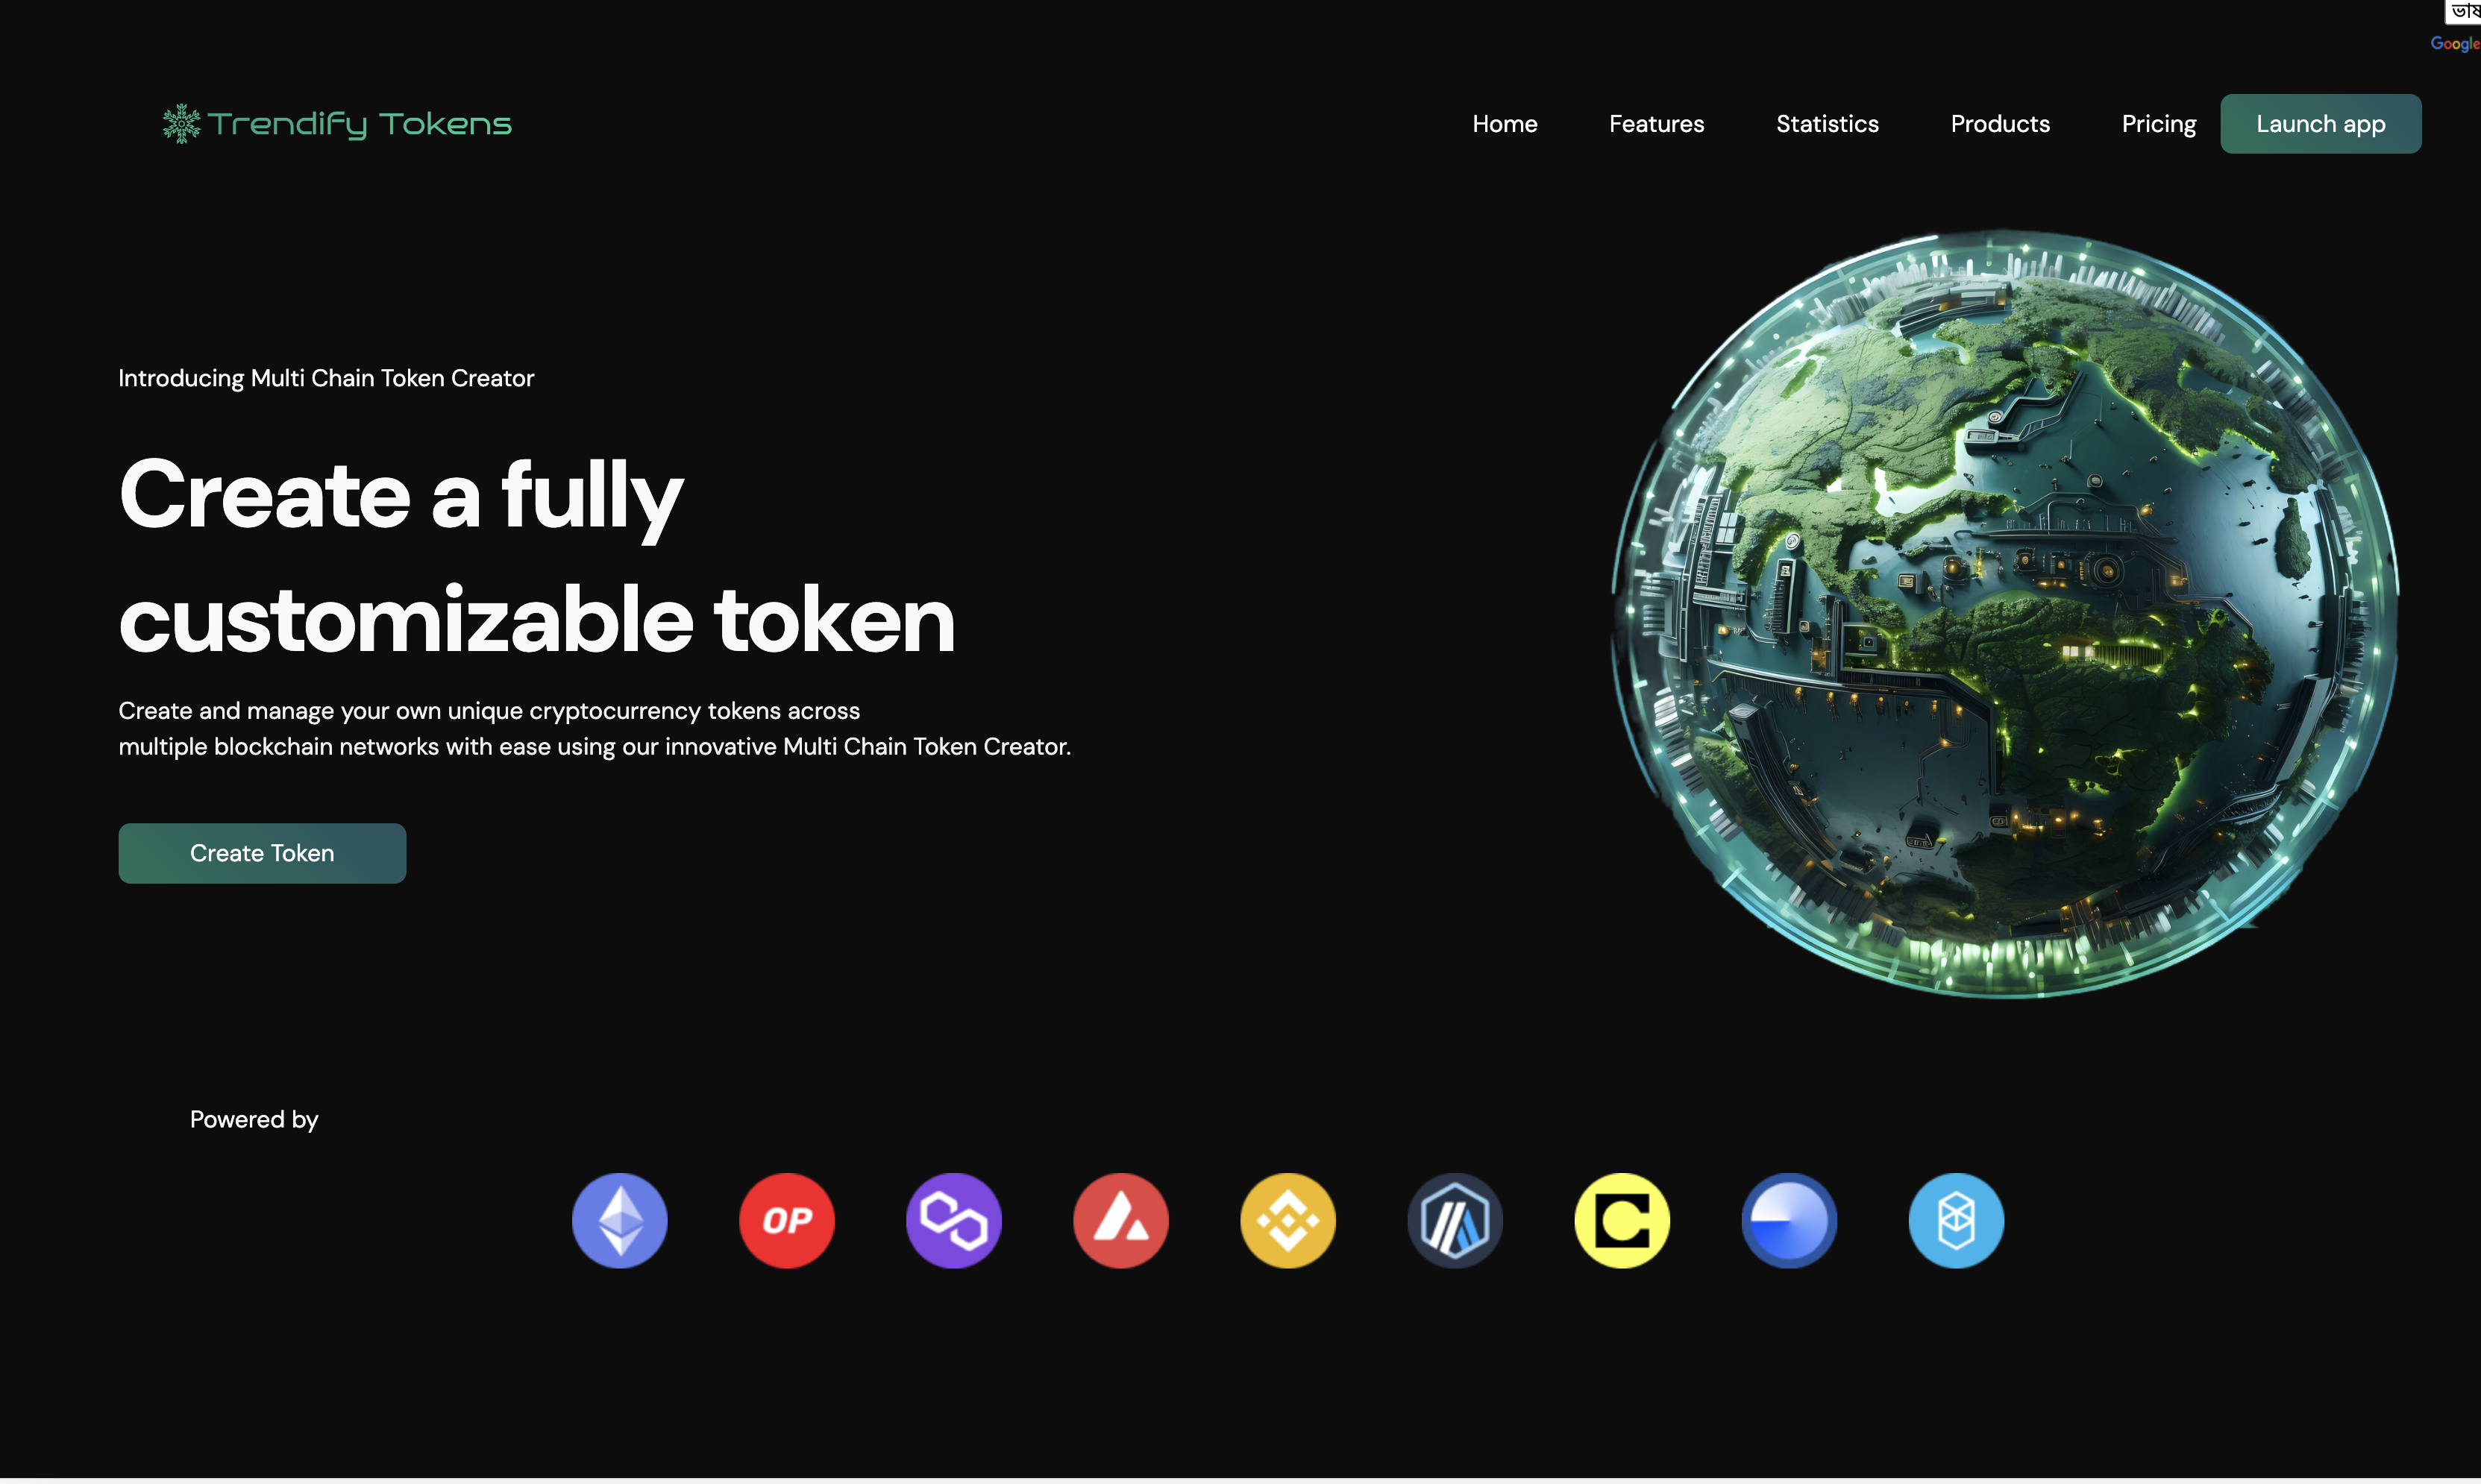 Google
Trendify Tokens
Home
Features
Statistics
Products
Pricing
Launch app
Introducing Multi Chain Token Creator
Create a fully
customizable token
Create and manage your own unique cryptocurrency tokens across
multiple blockchain networks with ease using our innovative Multi Chain Token Creator.
Create Token
Powered by
OP